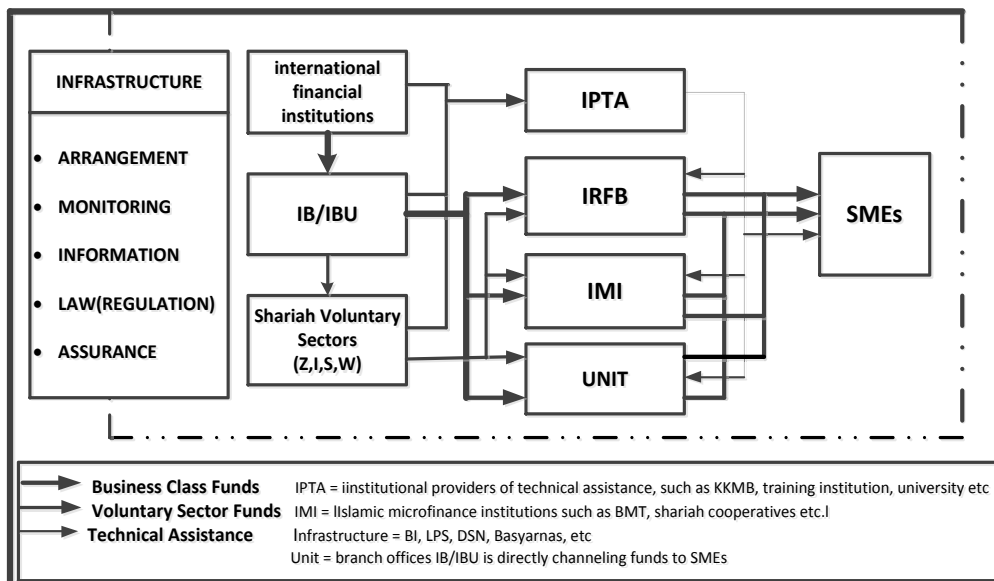 INFRASTRUCTURE
• ARRANGEMENT
• MONITORING
• INFORMATION
• LAW(REGULATION)
• ASSURANCE
international
financial
institutions
IB/IBU
Shariah Voluntary
Sectors
(Z,I,S,W)
IPTA
IRFB
IMI
UNIT
SMEs
Business Class Funds
Voluntary Sector Funds
Technical Assistance
IPTA = iinstitutional providers of technical assistance, such as KKMB, training institution, university etc
IMI = lIslamic microfinance institutions such as BMT, shariah cooperatives etc.l
Infrastructure = BI, LPS, DSN, Basyarnas, etc
Unit = branch offices IB/IBU is directly channeling funds to SMEs